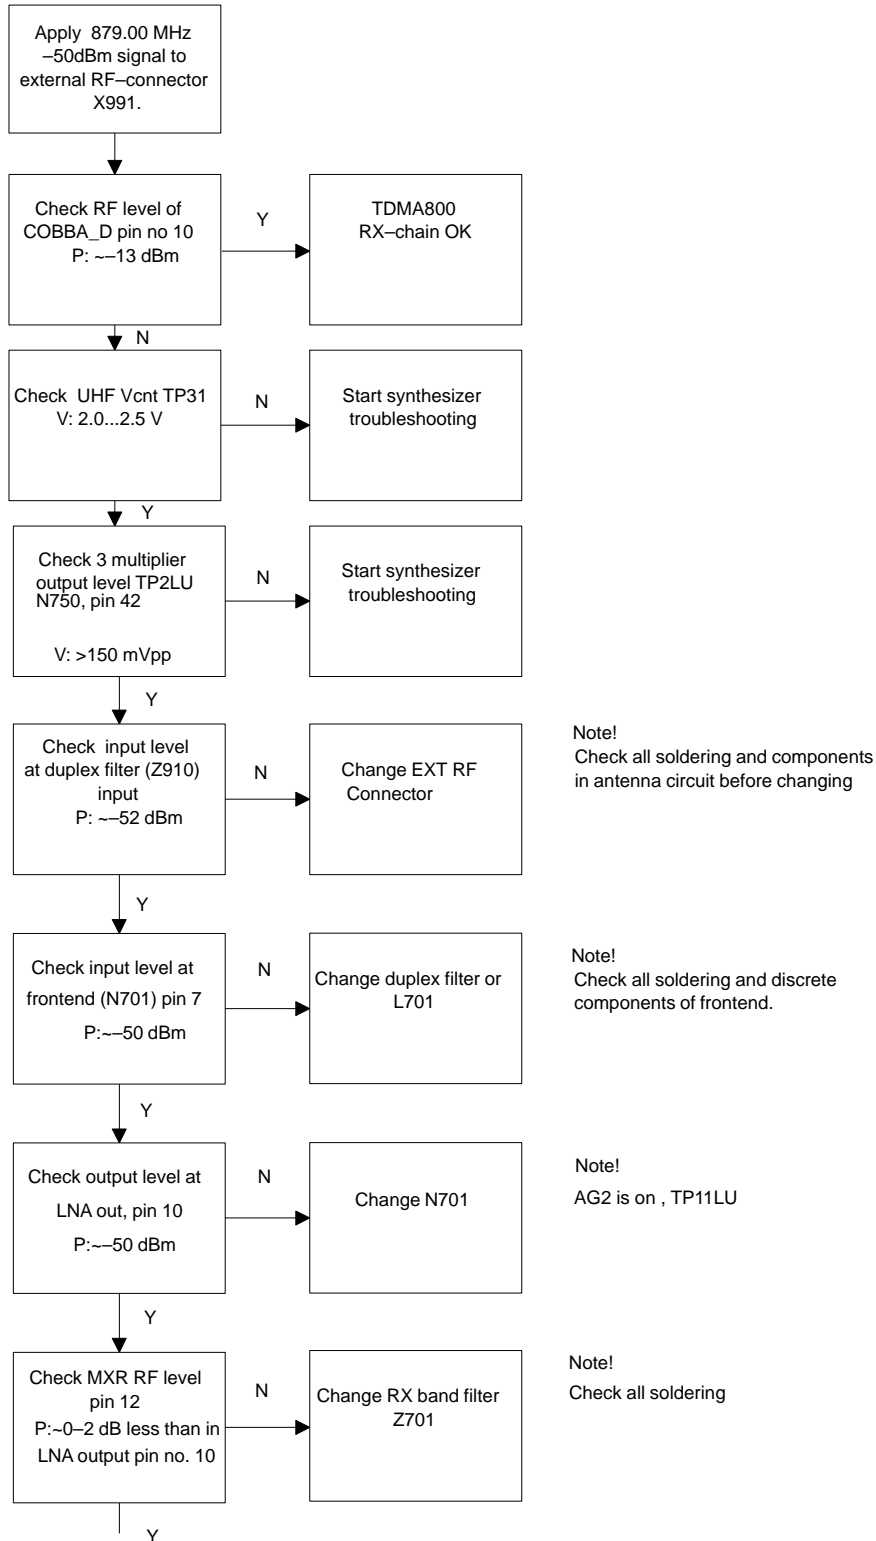 Apply 879.00 MHz
–50dBm signal to
external RF–connector
X991.
Check RF level of
COBBA_D pin no 10
P: ~–13 dBm
Y
TDMA800
RX–chain OK
N
Check UHF Vcnt TP31
V: 2.0...2.5 V
N
Start synthesizer
troubleshooting
Y
Check 3 multiplier
output level TP2LU
N750, pin 42
V: >150 mVpp
N
Start synthesizer
troubleshooting
Y
Check input level
at duplex filter (Z910)
input
P: ~–52 dBm
N
Change EXT RF
Connector
Note!
Check all soldering and components
in antenna circuit before changing
Y
Check input level at
frontend (N701) pin 7
P:~–50 dBm
N
Change duplex filter or
L701
Note!
Check all soldering and discrete
components of frontend.
Y
Check output level at
LNA out, pin 10
P:~–50 dBm
N
Change N701
Note!
AG2 is on , TP11LU
Y
Check MXR RF level
pin 12
P:~0–2 dB less than in
LNA output pin no. 10
N
Change RX band filter
Z701
Note!
Check all soldering
Y